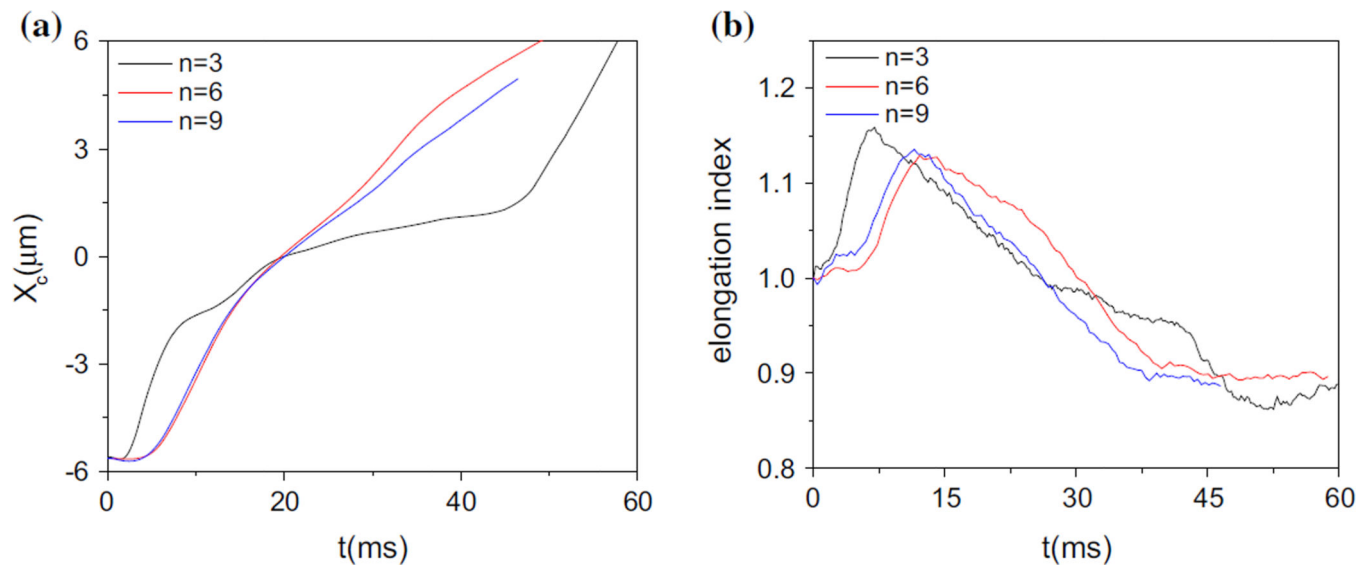 (a)
6
3
0
-3
-6
X_c(μm)
n=3
n=6
n=9
0
20
40
60
t(ms)
(b)
1.2
1.1
1.0
0.9
0.8
elongation index
n=3
n=6
n=9
0
15
30
45
60
t(ms)